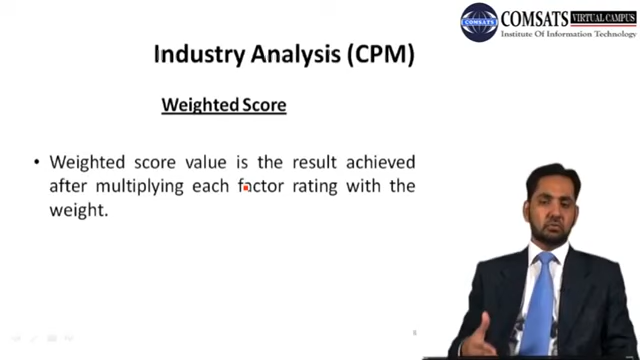 COMSATS VIRTUAL CAMPUS
Institute Of Information Technology
Industry Analysis (CPM)
Weighted Score
• Weighted score value is the result achieved
after multiplying each factor rating with the
weight.